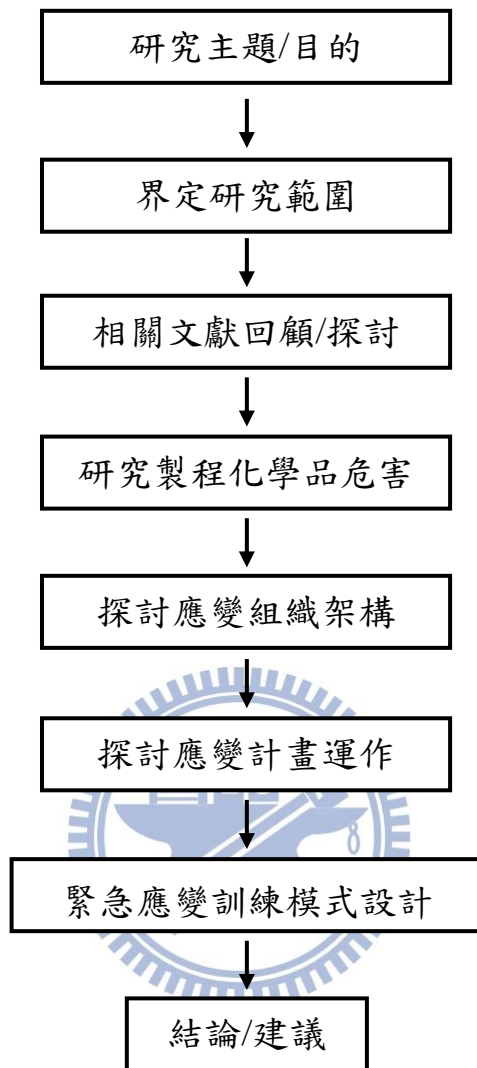 研究主題/目的
界定研究範圍
相關文獻回顧/探討
研究製程化學品危害
探討應變組織架構
探討應變計畫運作
緊急應變訓練模式設計
結論/建議